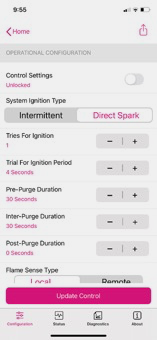 9:55
Home
OPERATIONAL CONFIGURATION
Control Settings
Unlocked
System Ignition Type
Intermittent Direct Spark
Tries For Ignition
1
Trial For Ignition Period
4 Seconds
Pre-Purge Duration
30 Seconds
Inter-Purge Duration
30 Seconds
Post-Purge Duration
0 Seconds
Flame Sense Type
Local Remote
Update Control
Configuration Status Diagnostics About